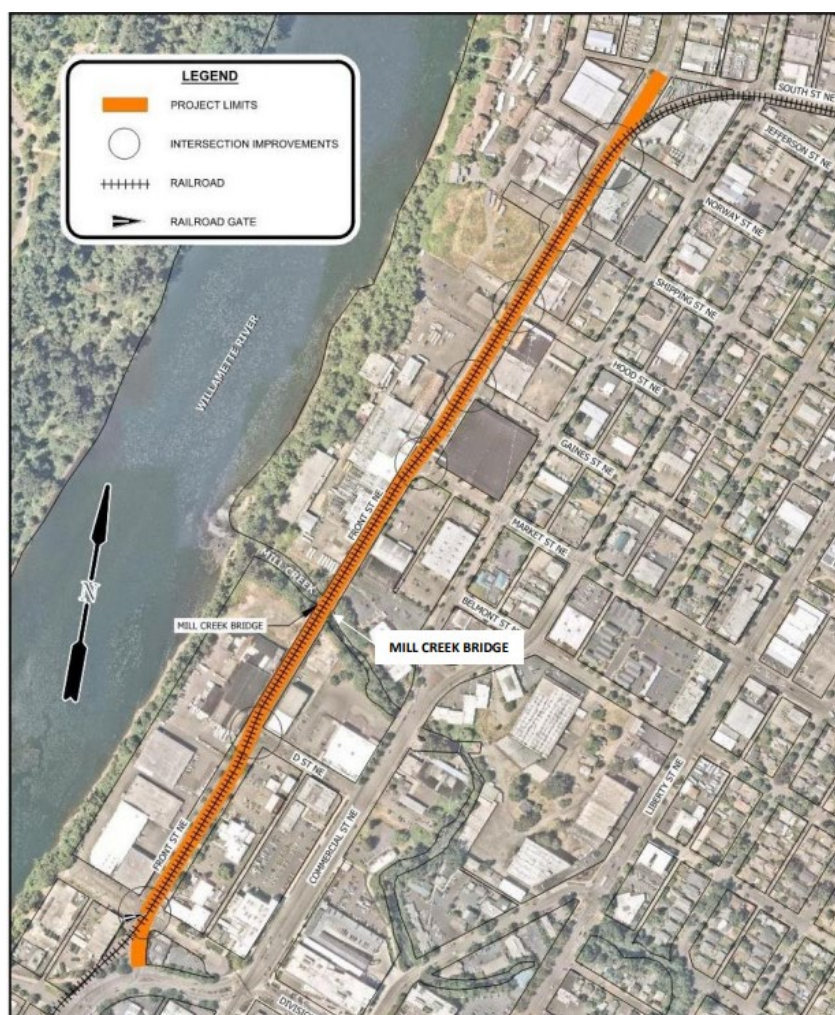 LEGEND
PROJECT LIMITS
INTERSECTION IMPROVEMENTS
RAILROAD
RAILROAD GATE
SOUTH ST NE
JEFFERSON ST NE
NORWAY ST NE
SHIPPING ST NE
HOOD ST NE
GAINES ST NE
MARKET ST NE
BELMONT ST NE
WILLAMETTE RIVER
N
FRONT ST NE
MILL CREEK
MILL CREEK BRIDGE
MILL CREEK BRIDGE
D ST NE
LIBERTY ST NE
COMMERCIAL ST NE
FRONT ST NE